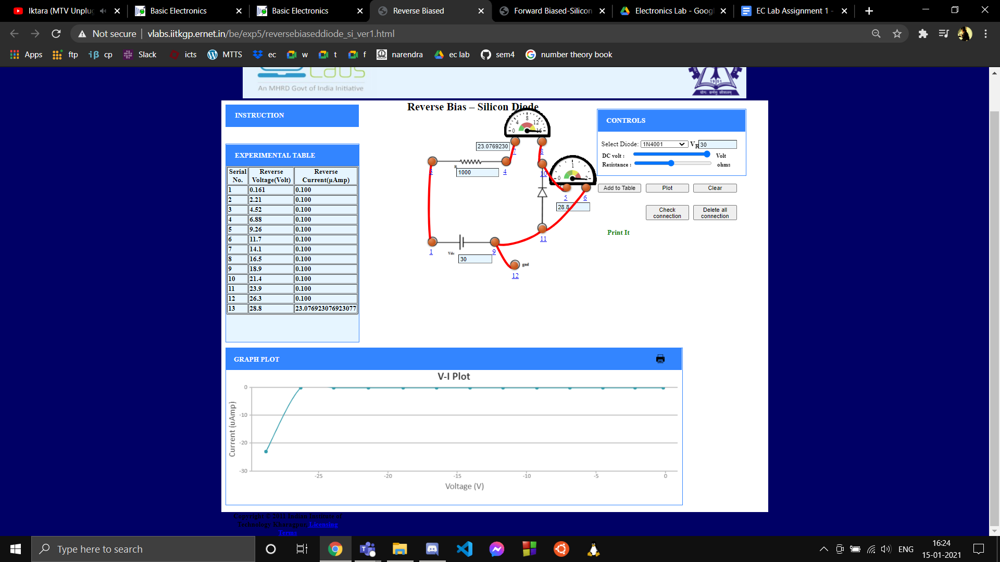 Iktara (MTV Unplug
Basic Electronics
Basic Electronics
Reverse Biased
Forward Biased-Silicon
Electronics Lab - Googl
EC Lab Assignment 1 -
Not secure
vlabs.iitkgp.ernet.in/be/exp5/reversebiaseddiode_si_ver1.html
Apps
ftp
iβ cp
Slack
icts
MTTS
ec
w
t
f
narendra
ec lab
sem4
number theory book
Labs
An MHRD Govt of India Initiative
1951
योगः कर्मसु कौशलम्
INSTRUCTION
Reverse Bias – Silicon Diode
CONTROLS
Select Diode: 1N4001 VR 30
DC volt : Volt
Resistance : ohms
Add to Table
Plot
Clear
Check connection
Delete all connection
Print It
EXPERIMENTAL TABLE
Serial No. Reverse Voltage(Volt) Reverse Current(µAmp)
1 0.161 0.100
2 2.21 0.100
3 4.52 0.100
4 6.88 0.100
5 9.26 0.100
6 11.7 0.100
7 14.1 0.100
8 16.5 0.100
9 18.9 0.100
10 21.4 0.100
11 23.9 0.100
12 26.3 0.100
13 28.8 23.076923076923077
0 4 8 12 16
23.0769230
7
8
3
R
1000
4
10
0 1 2
5
6
28.8
11
1
Vdc
30
9
gnd
12
GRAPH PLOT
V-I Plot
Current (uAmp)
0
-10
-20
-30
-25
-20
-15
-10
-5
0
Voltage (V)
Copyright © 2011 Indian Institute of
Technology Kharagpur. Licensing
Terms
Type here to search
ENG
16:24
15-01-2021